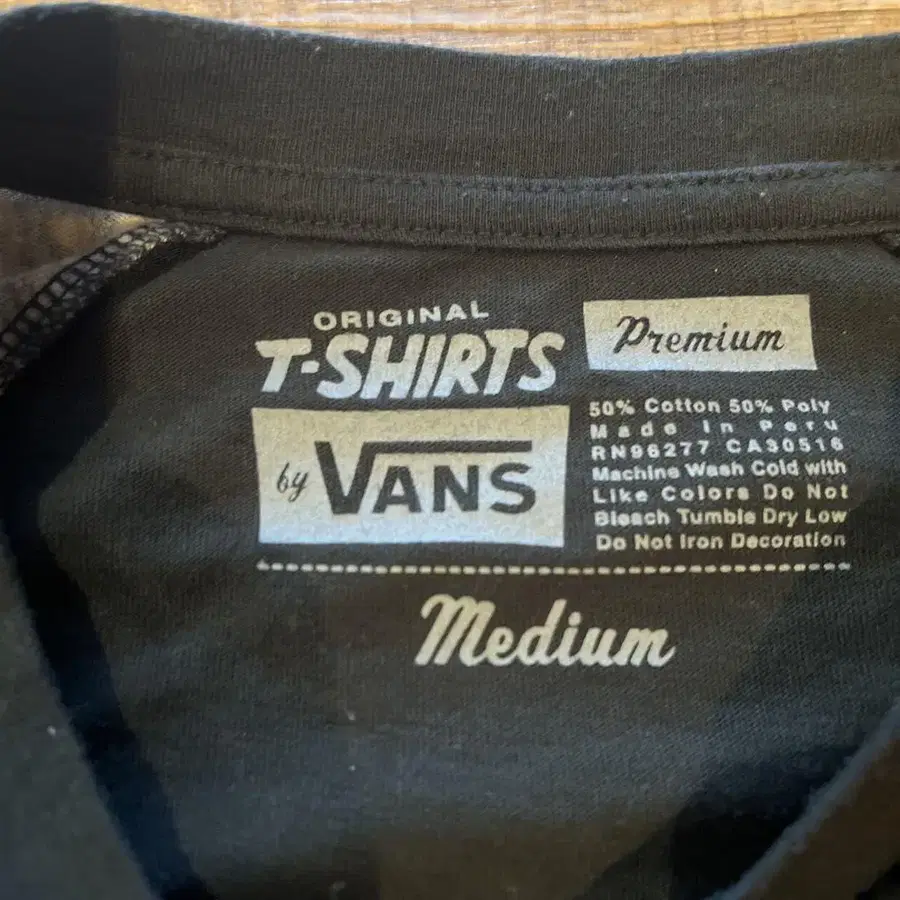 ORIGINAL
T-SHIRTS
by VANS
Premium
50% Cotton 50% Poly
Made In Peru
RN96277 CA30516
Machine Wash Cold with
Like Colors Do Not
Bleach Tumble Dry Low
Do Not Iron Decoration
Medium